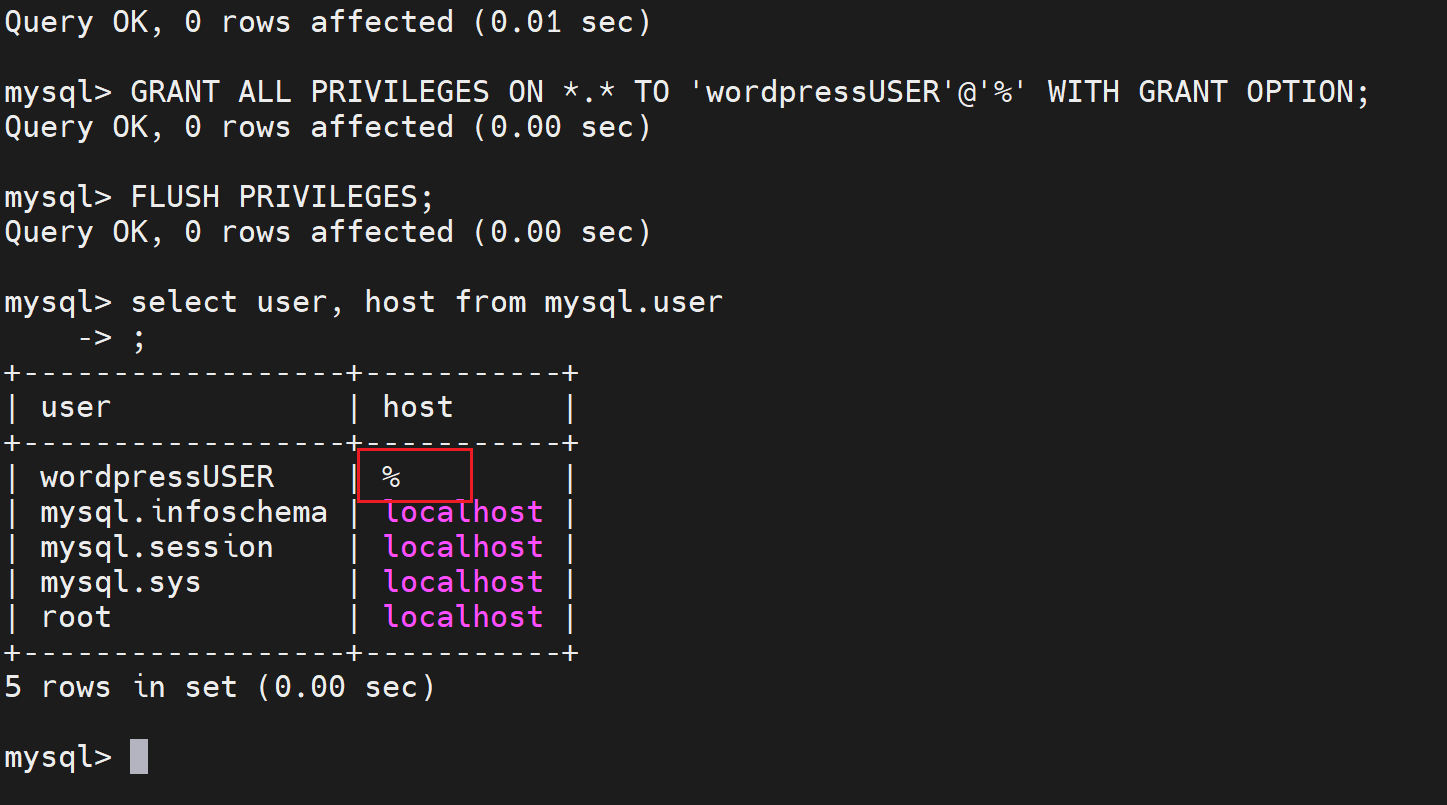 Query OK, 0 rows affected (0.01 sec)
mysql> GRANT ALL PRIVILEGES ON *.* TO 'wordpressUSER'@'%' WITH GRANT OPTION;
Query OK, 0 rows affected (0.00 sec)
mysql> FLUSH PRIVILEGES;
Query OK, 0 rows affected (0.00 sec)
mysql> select user, host from mysql.user
    -> ;
+------------------+-----------+
| user             | host      |
+------------------+-----------+
| wordpressUSER    | %         |
| mysql.infoschema | localhost |
| mysql.session    | localhost |
| mysql.sys        | localhost |
| root             | localhost |
+------------------+-----------+
5 rows in set (0.00 sec)
mysql>